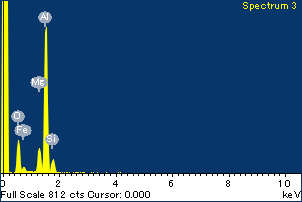 Spectrum 3
Al
Mg
O
Fe
Si
0 2 4 6 8 10
Full Scale 812 cts Cursor: 0.000 keV